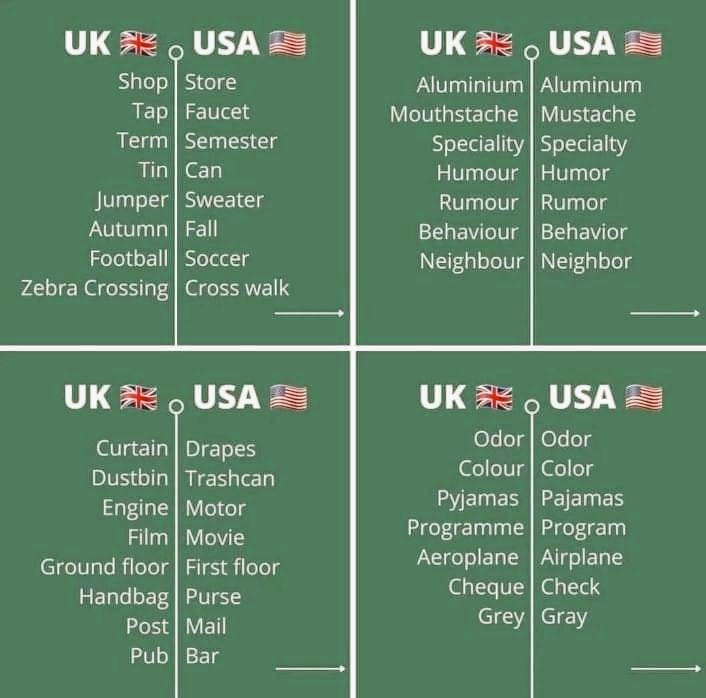 UK 🇬🇧 USA 🇺🇸
Shop Store
Tap Faucet
Term Semester
Tin Can
Jumper Sweater
Autumn Fall
Football Soccer
Zebra Crossing Cross walk
UK 🇬🇧 USA 🇺🇸
Aluminium Aluminum
Mouthstache Mustache
Speciality Specialty
Humour Humor
Rumour Rumor
Behaviour Behavior
Neighbour Neighbor
UK 🇬🇧 USA 🇺🇸
Curtain Drapes
Dustbin Trashcan
Engine Motor
Film Movie
Ground floor First floor
Handbag Purse
Post Mail
Pub Bar
UK 🇬🇧 USA 🇺🇸
Odor Odor
Colour Color
Pyjamas Pajamas
Programme Program
Aeroplane Airplane
Cheque Check
Grey Gray